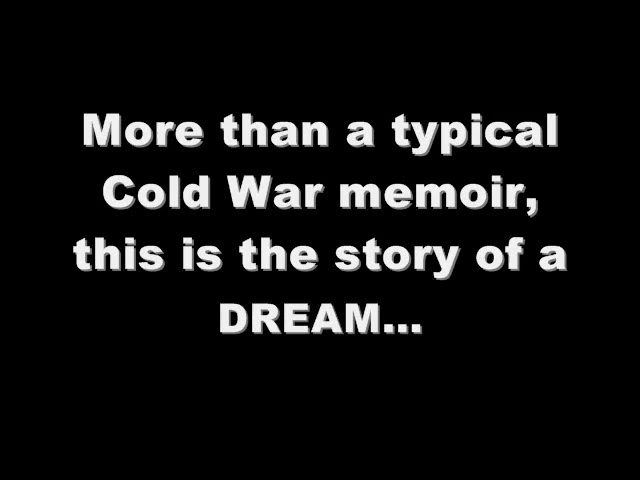 More than a typical
Cold War memoir,
this is the story of a
DREAM...